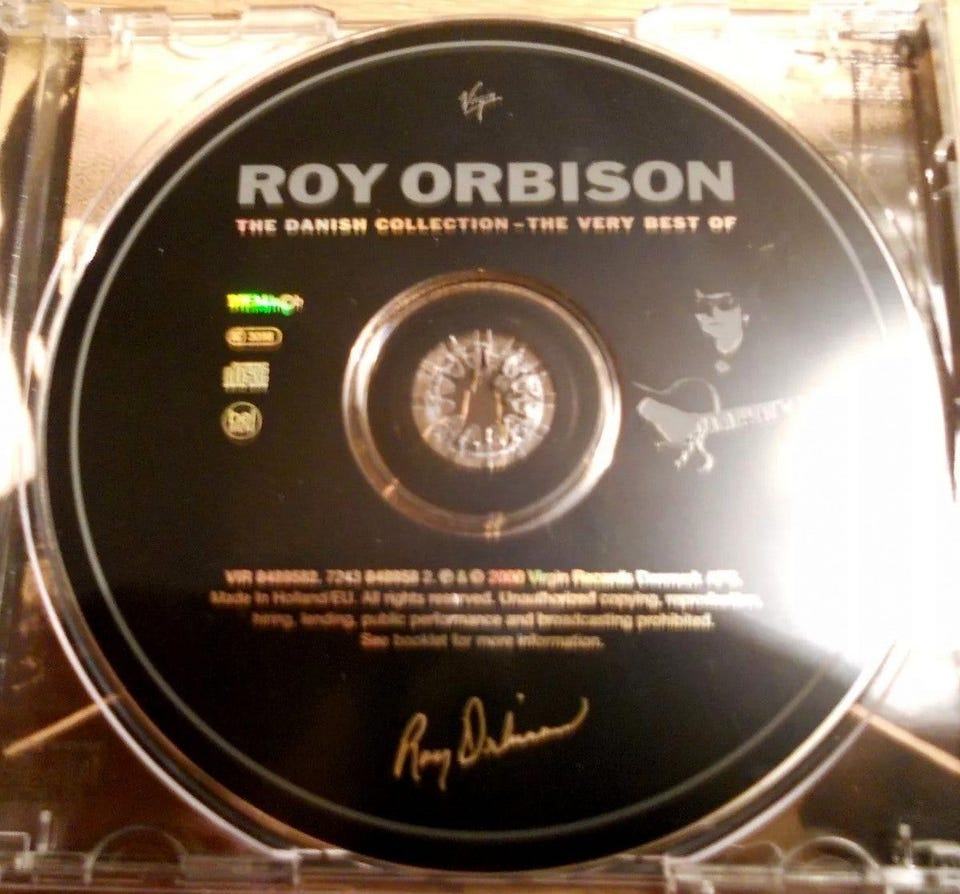 Virgin
ROY ORBISON
THE DANISH COLLECTION – THE VERY BEST OF
VIR 7243 2. ℗ & © 2000 Virgin Records Denmark
Made in Holland/EU. All rights reserved. Unauthorized copying, reproduction,
hiring, lending, public performance and broadcasting prohibited.
See booklet for more information.
Roy Orbison